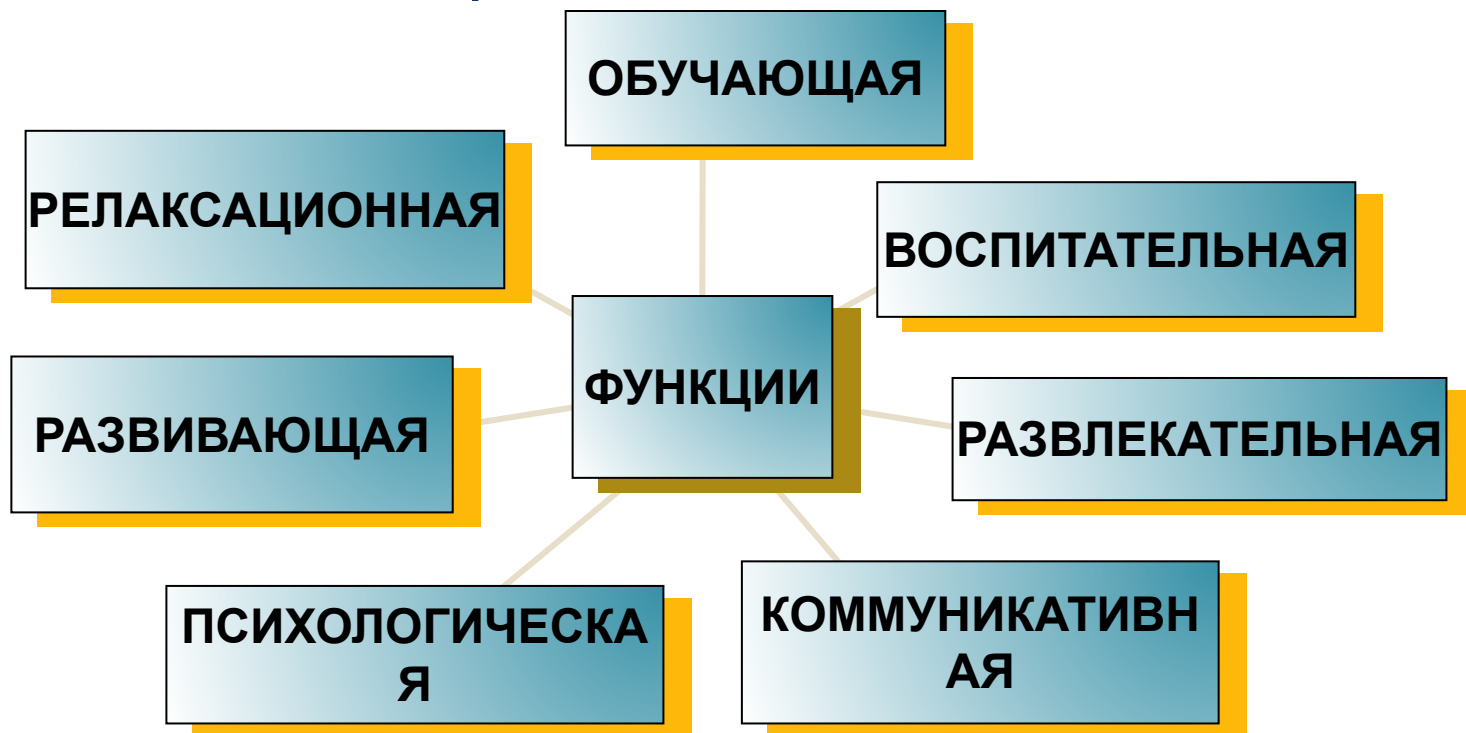 ОБУЧАЮЩАЯ
РЕЛАКСАЦИОННАЯ
ВОСПИТАТЕЛЬНАЯ
ФУНКЦИИ
РАЗВИВАЮЩАЯ
РАЗВЛЕКАТЕЛЬНАЯ
ПСИХОЛОГИЧЕСКА
Я
КОММУНИКАТИВН
АЯ